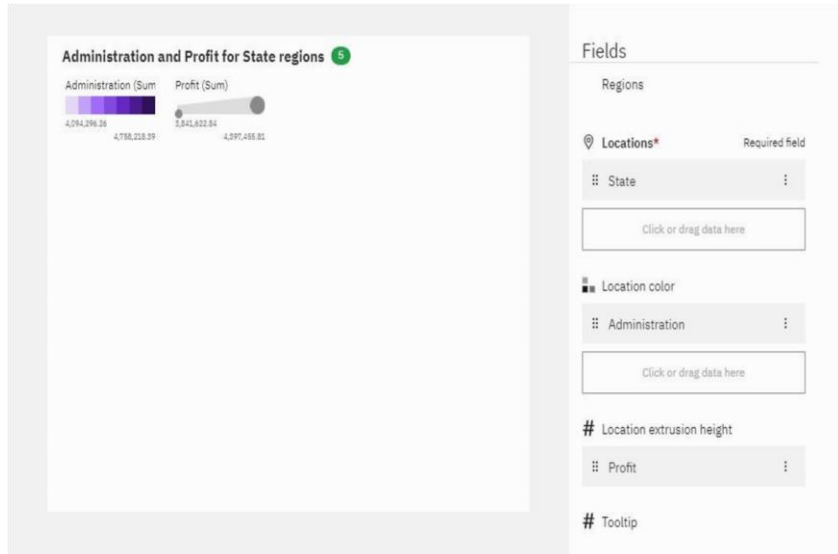 Administration and Profit for State regions 5
Administration (Sum Profit (Sum)
4,094,296.26 3,841,622.84
4,758,218.39 4,397,455.81
Fields
Regions
Locations* Required field
State
Click or drag data here
Location color
Administration
Click or drag data here
# Location extrusion height
Profit
# Tooltip